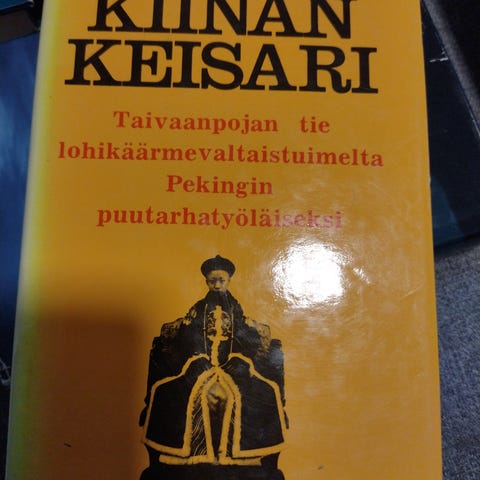 KIINAN
KEISARI
Taivaanpojan tie
lohikäärmevaltaistuimelta
Pekingin
puutarhatyöläiseksi